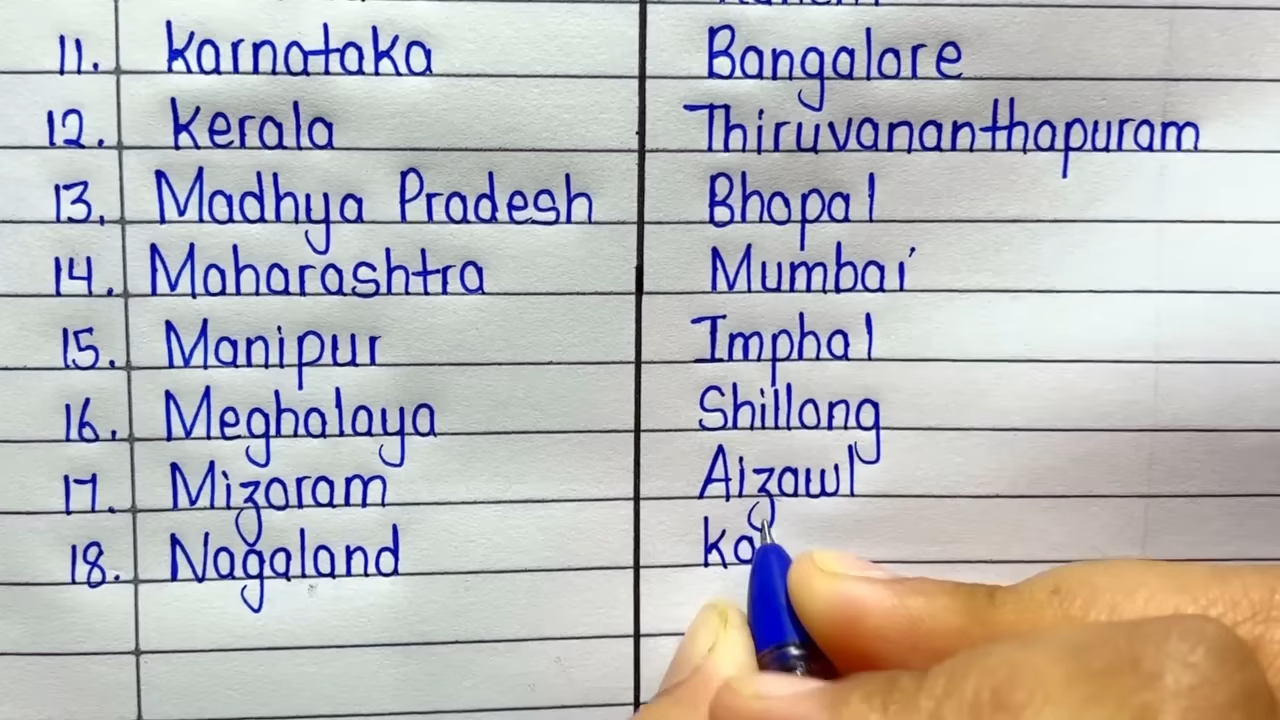 11. Karnataka Bangalore
12. Kerala Thiruvananthapuram
13. Madhya Pradesh Bhopal
14. Maharashtra Mumbai
15. Manipur Imphal
16. Meghalaya Shillong
17. Mizoram Aizawl
18. Nagaland Ko